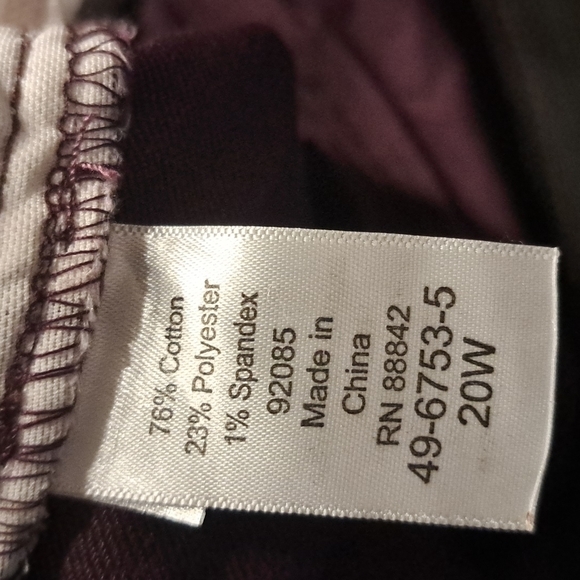 76% Cotton
23% Polyester
1% Spandex
92085
Made in
China
RN 88842
49-6753-5
20W